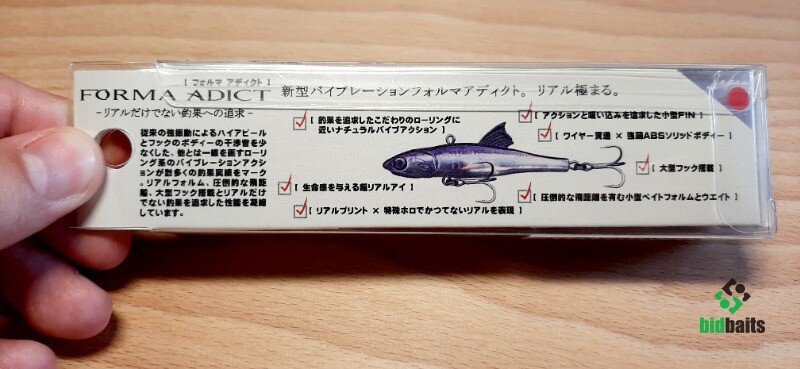 [ フォルマ アディクト ]
FORMA ADICT
新型バイブレーションフォルマアディクト。リアル極まる。
-リアルだけでない釣果への追求-
従来の強振動によるハイアピール
とフックのボディーの干渉音を少
なくした、他とは一線を画すローリ
ング系のバイブレーションアクシ
ョンが数多くの釣果実績をマーク
。リアルフォルム、圧倒的な飛距
離、大型フック搭載とリアルだけ
でない釣果を追求した性能を凝縮
しています。
[ 釣果を追求したこだわりのローリングに
近いナチュラルバイブアクション ]
[ アクションと吸い込みを追求した小型FIN ]
[ ワイヤー貫通 × 強靭ABSソリッドボディー ]
[ 大型フック搭載 ]
[ 生命感を与える超リアルアイ ]
[ 圧倒的な飛距離を有む小型ベイトフォルムとウエイト ]
[ リアルプリント × 特殊ホロでかつてないリアルを表現 ]
bidbaits